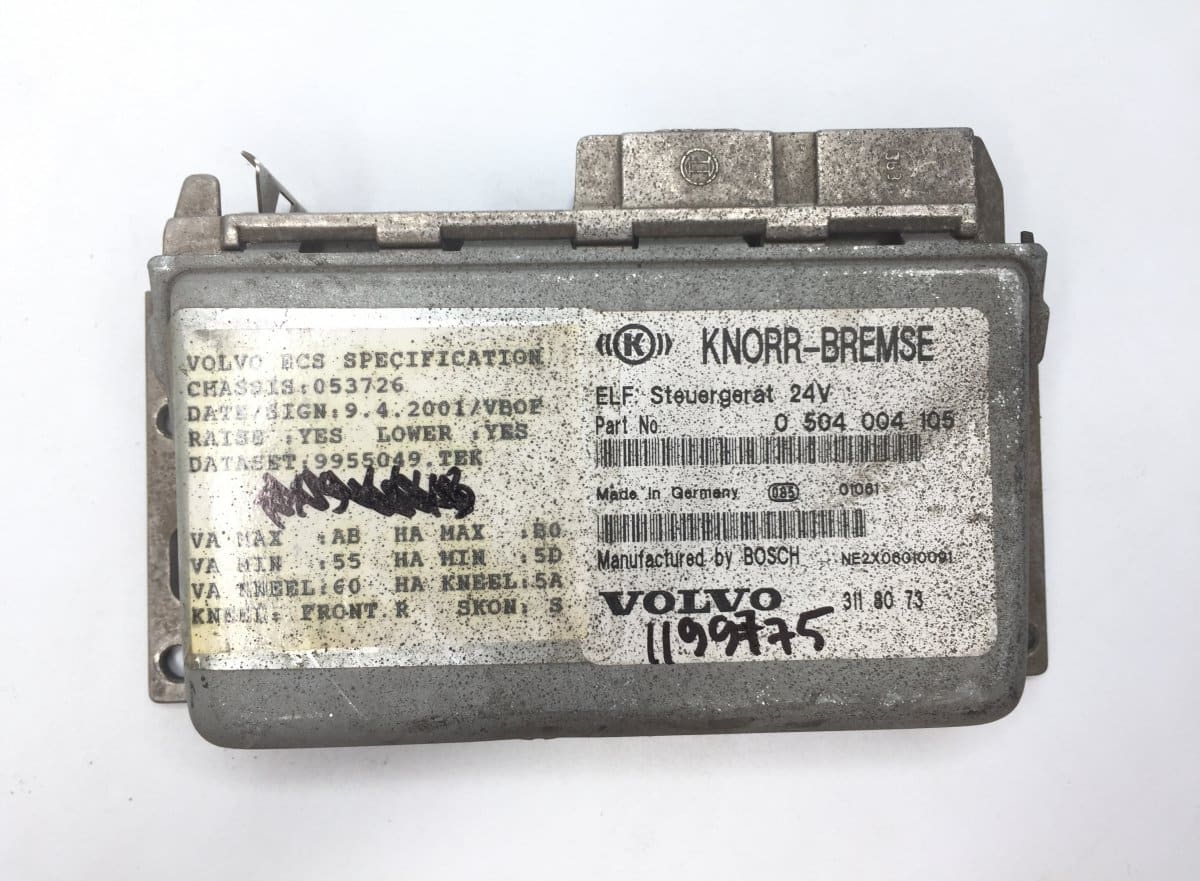 VOLVO ECS SPECIFICATION
CHASSIS:053726
DATE/SIGN:9.4.2001/VBOF
RAISE :YES LOWER :YES
DATASET:9955049.TEK
VA MAX :AB HA MAX :B0
VA MIN :55 HA MIN :5D
VA KNEEL:60 HA KNEEL:5A
KNEEL: FRONT R SKON: S
K KNORR-BREMSE
ELF Steuergerät 24V
Part No. 0 504 004 105
Made in Germany 085 01061
Manufactured by BOSCH NE2X06010091
VOLVO 311 80 73
1199775